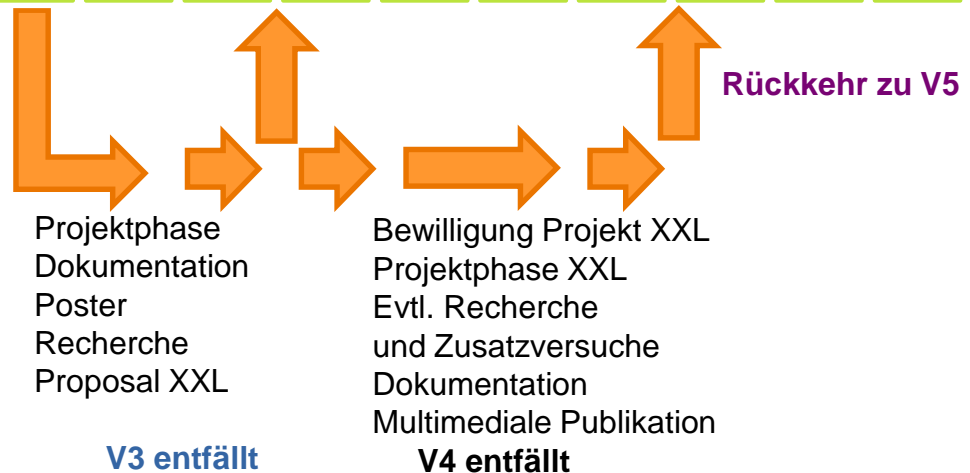 Rückkehr zu V5
Projektphase
Dokumentation
Poster
Recherche
Proposal XXL
V3 entfällt
Bewilligung Projekt XXL
Projektphase XXL
Evtl. Recherche
und Zusatzversuche
Dokumentation
Multimediale Publikation
V4 entfällt